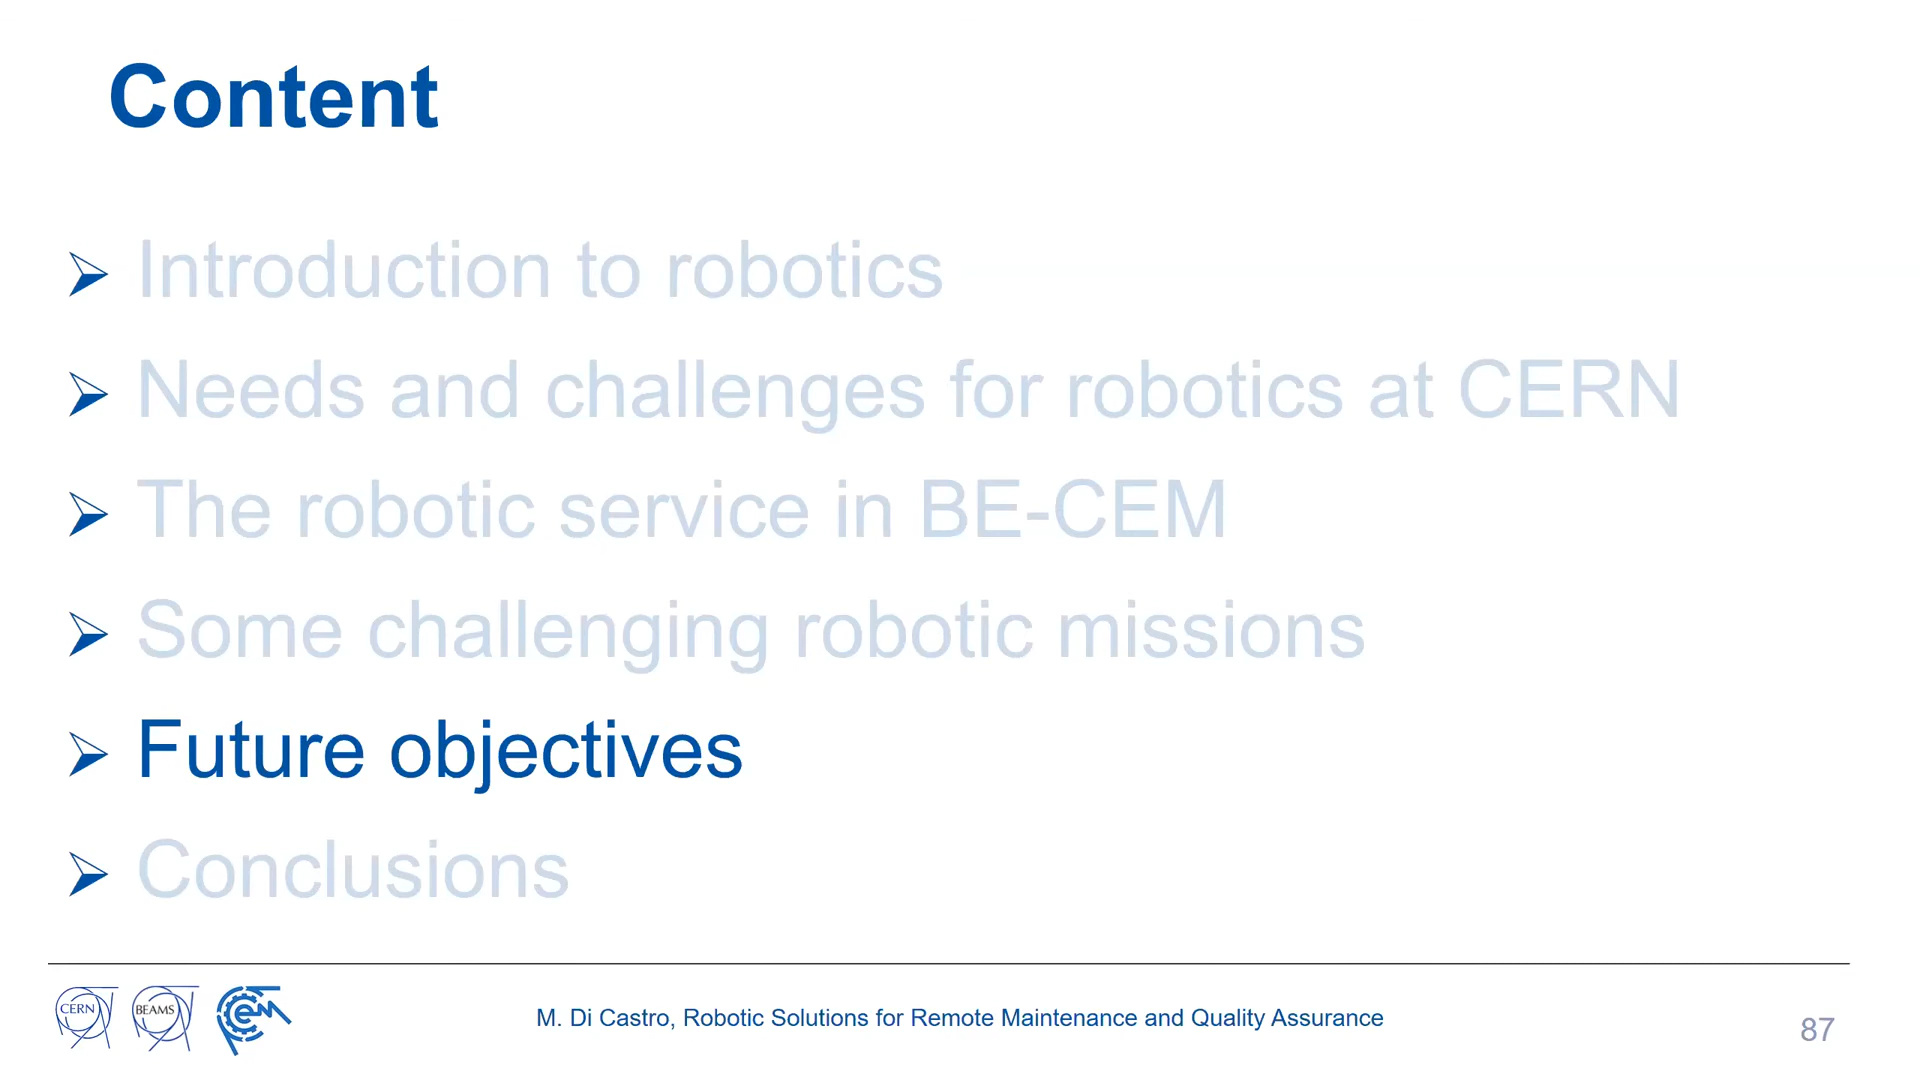 Content
Introduction to robotics
Needs and challenges for robotics at CERN
The robotic service in BE-CEM
Some challenging robotic missions
Future objectives
Conclusions
CERN
BEAMS
cem
M. Di Castro, Robotic Solutions for Remote Maintenance and Quality Assurance
87